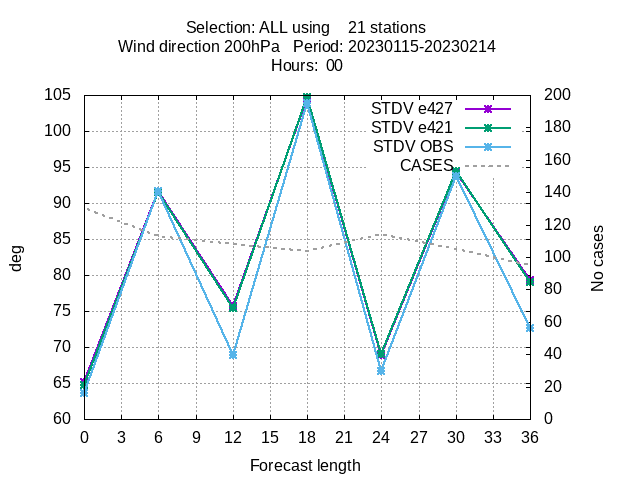 Selection: ALL using    21 stations
Wind direction 200hPa   Period: 20230115-20230214
Hours:  00
STDV e427
STDV e421
STDV OBS
CASES
deg
105
100
95
90
85
80
75
70
65
60
No cases
200
180
160
140
120
100
80
60
40
20
0
0 3 6 9 12 15 18 21 24 27 30 33 36
Forecast length